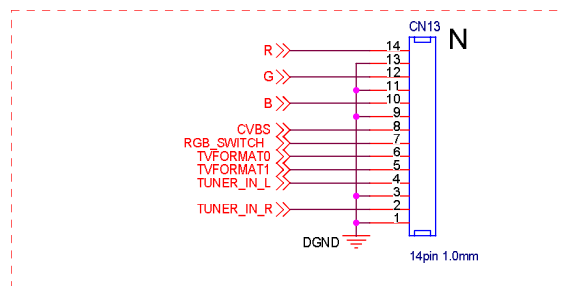 CN13
N
R 14
13
G 12
11
B 10
9
CVBS 8
RGB_SWITCH 7
TVFORMAT0 6
TVFORMAT1 5
TUNER_IN_L 4
3
TUNER_IN_R 2
1
DGND
14pin 1.0mm